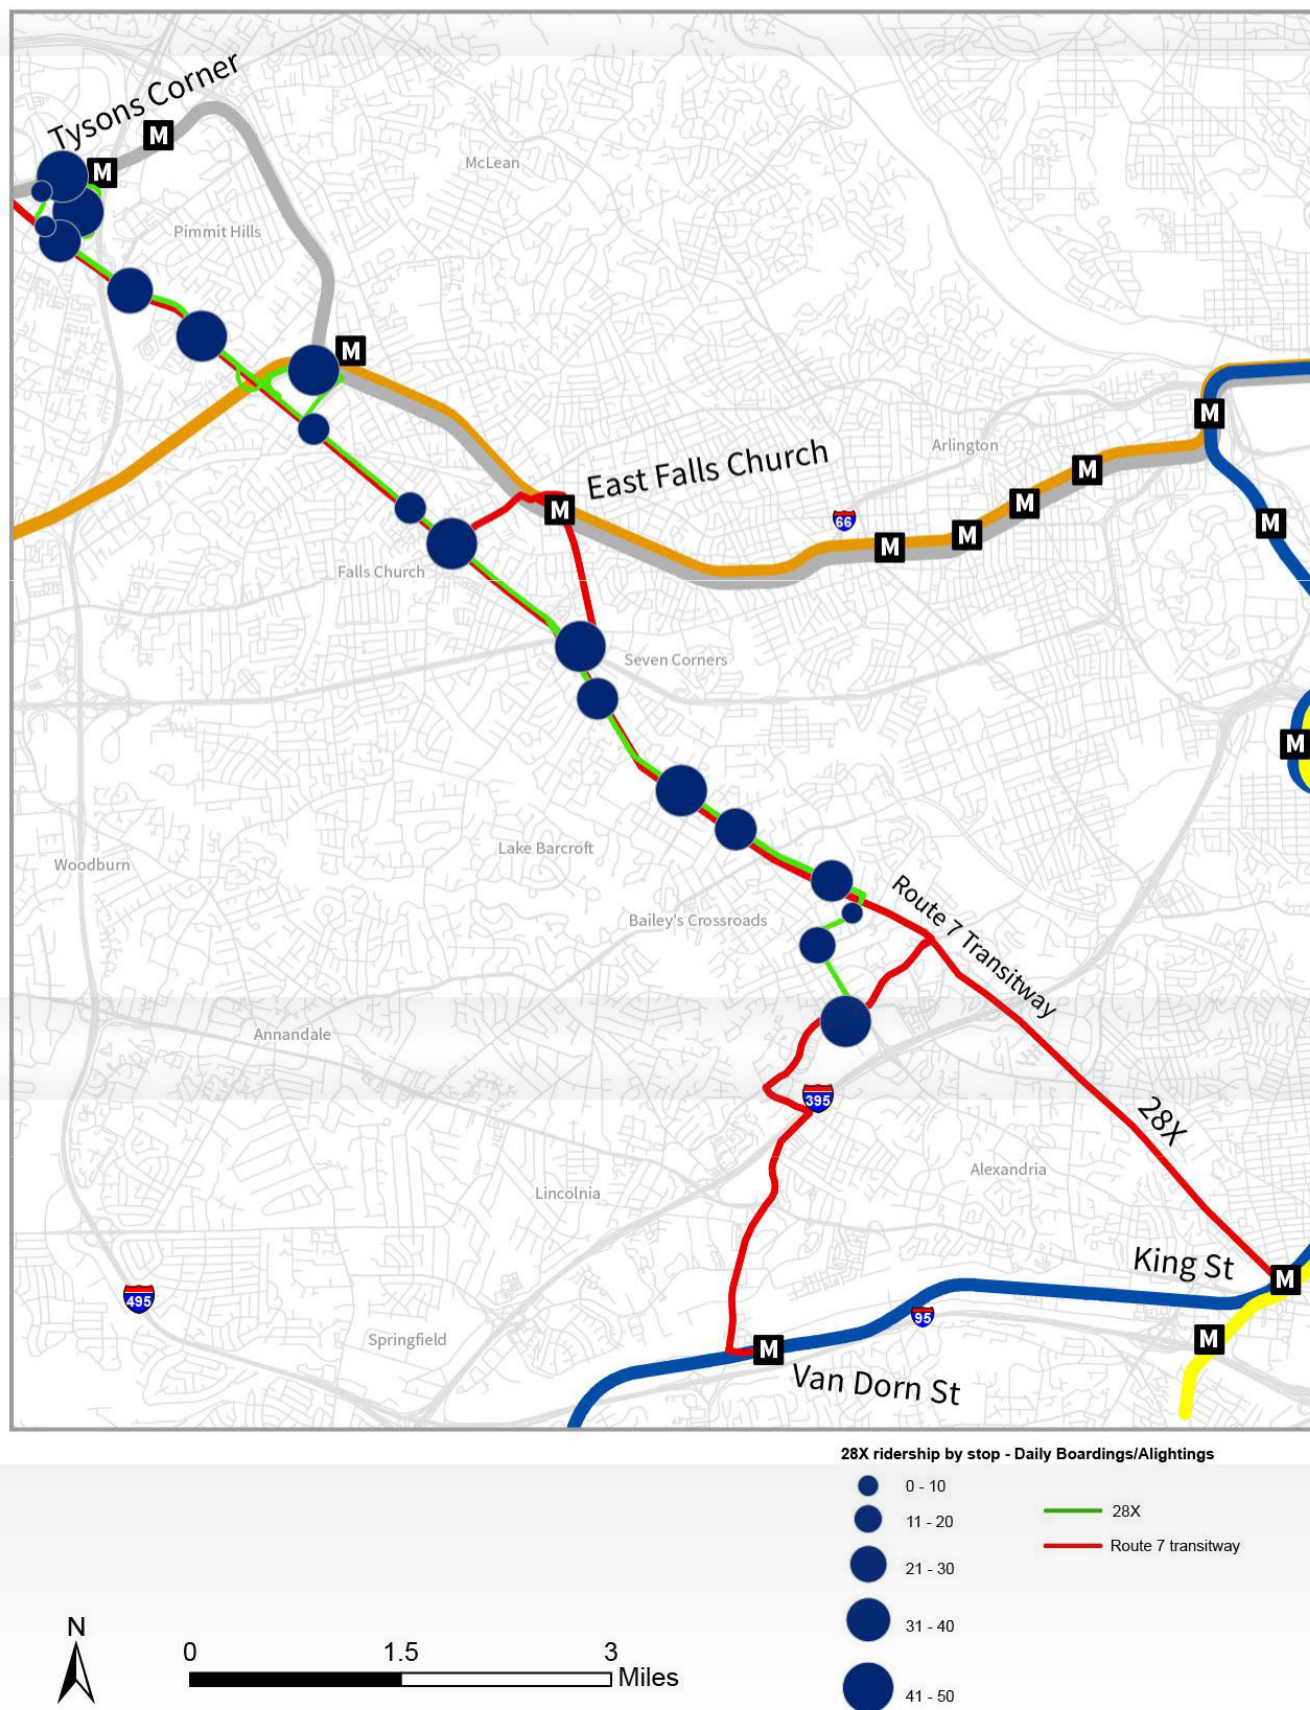 Tysons Corner
M
M
McLean
Pimmit Hills
M
M
East Falls Church
Arlington
M
M
66
M
M
M
M
Falls Church
Seven Corners
M
Lake Barcroft
Woodburn
Route 7 Transitway
Bailey's Crossroads
Annandale
395
28X
Alexandria
Lincolnia
King St
M
495
95
Springfield
M
M
Van Dorn St
28X ridership by stop - Daily Boardings/Alightings
0 - 10
11 - 20
21 - 30
31 - 40
41 - 50
28X
Route 7 transitway
N
0 1.5 3
Miles